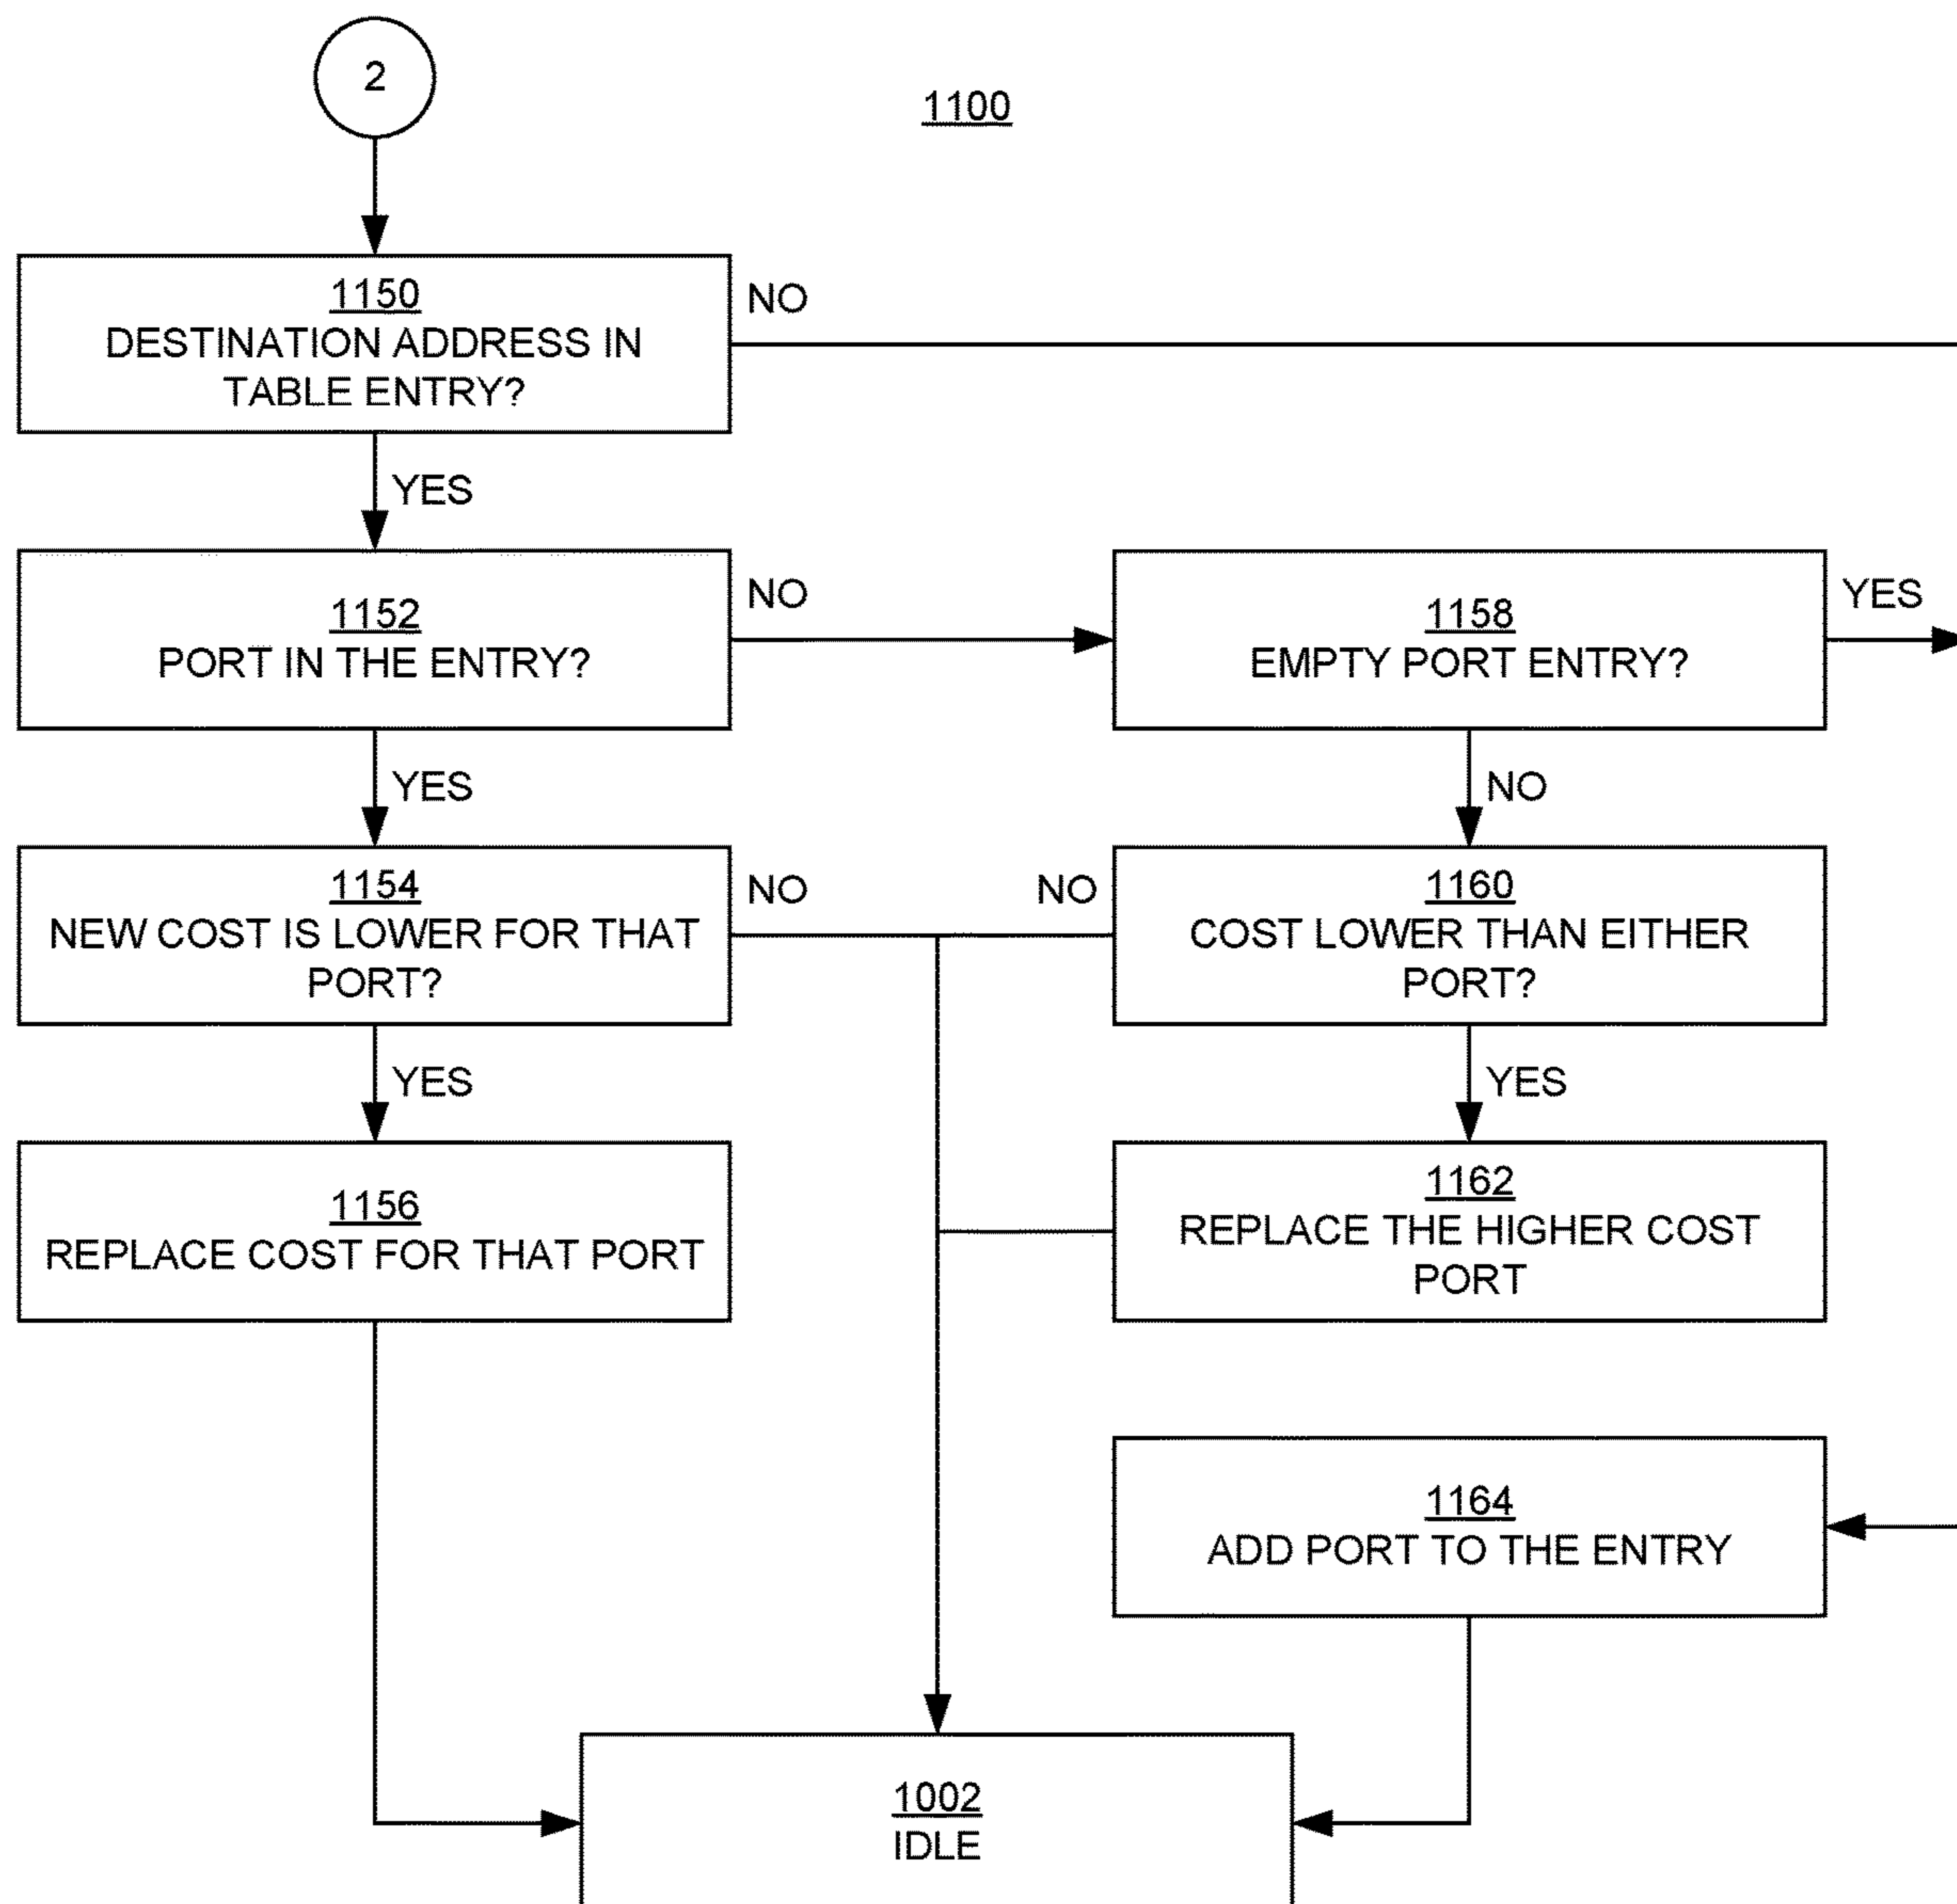 2
1100
1150
DESTINATION ADDRESS IN
TABLE ENTRY?
NO
YES
1152
PORT IN THE ENTRY?
NO
1158
EMPTY PORT ENTRY?
YES
YES
NO
1154
NEW COST IS LOWER FOR THAT
PORT?
NO
NO
1160
COST LOWER THAN EITHER
PORT?
YES
YES
1156
REPLACE COST FOR THAT PORT
1162
REPLACE THE HIGHER COST
PORT
1164
ADD PORT TO THE ENTRY
1002
IDLE